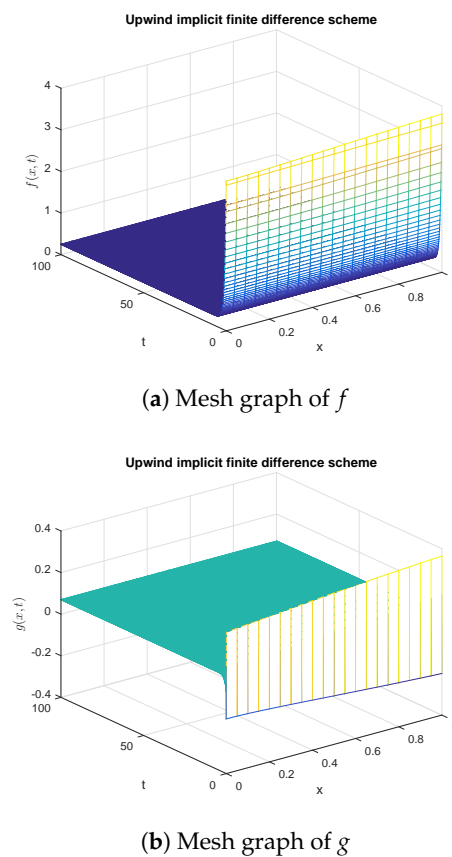 Upwind implicit finite difference scheme
4
3
2
1
0
f(x,t)
100
50
0
t
0
0.2
0.4
0.6
0.8
x
(a) Mesh graph of f
Upwind implicit finite difference scheme
0.4
0.2
0
-0.2
-0.4
g(x,t)
100
50
0
t
0
0.2
0.4
0.6
0.8
x
(b) Mesh graph of g